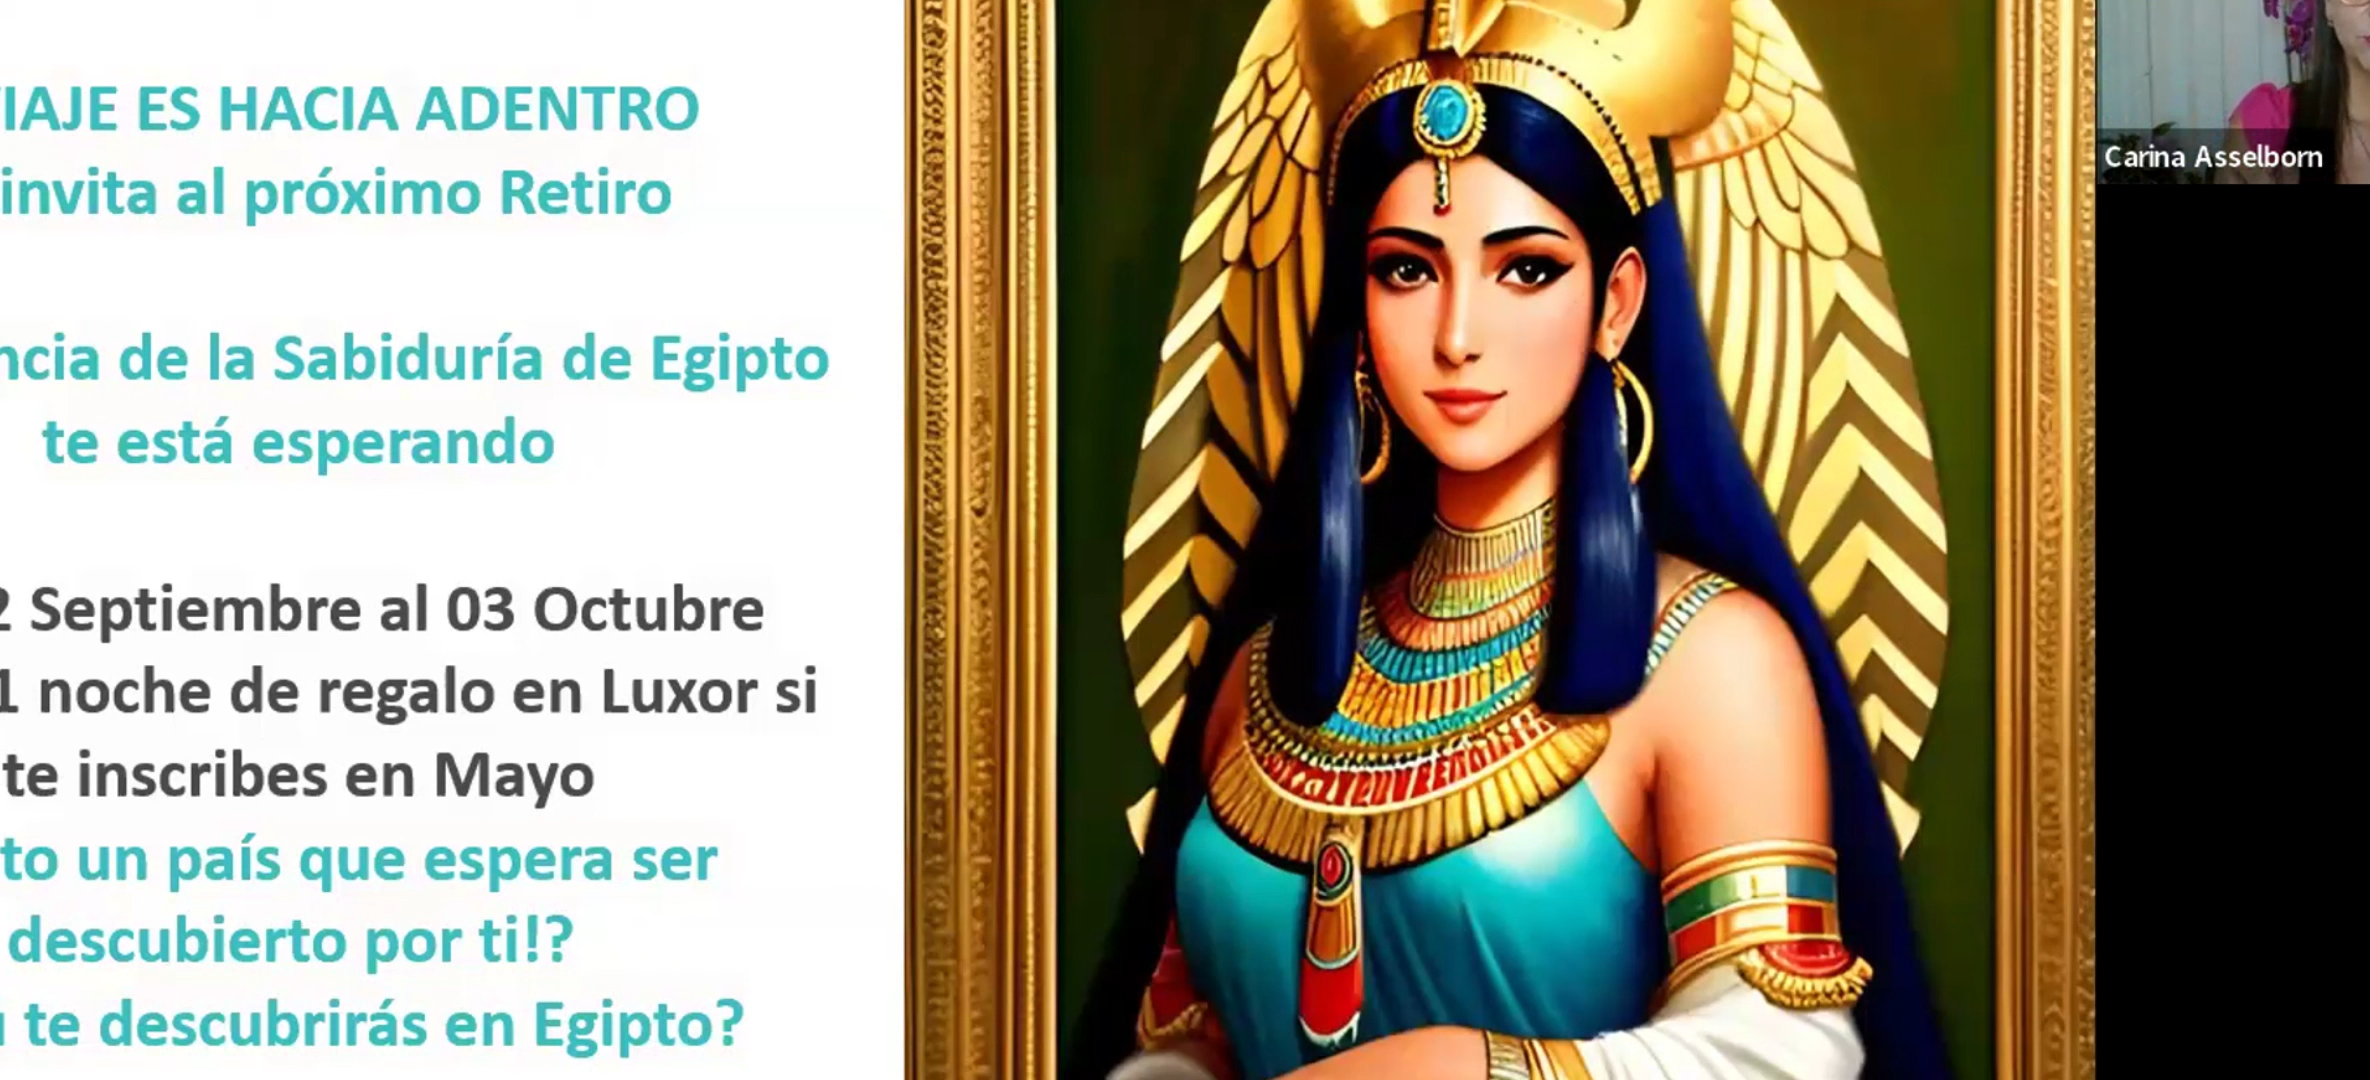 IAJE ES HACIA ADENTRO
invita al próximo Retiro
ncia de la Sabiduría de Egipto
te está esperando
2 Septiembre al 03 Octubre
1 noche de regalo en Luxor si
te inscribes en Mayo
to un país que espera ser
descubierto por ti!?
te descubrirás en Egipto?
Carina Asselborn